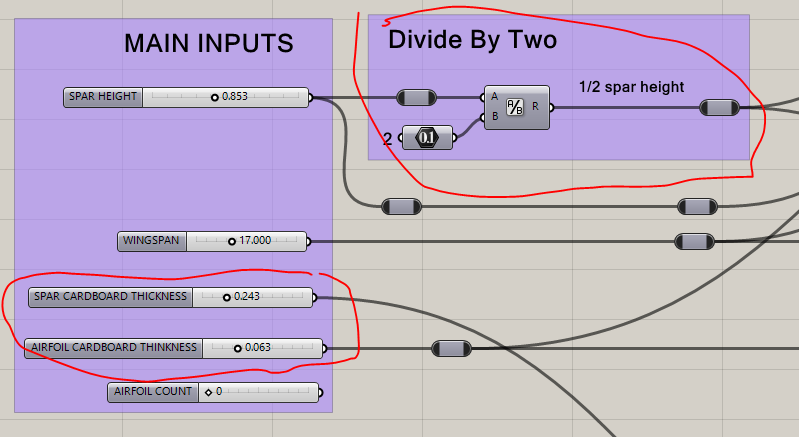 MAIN INPUTS
Divide By Two
SPAR HEIGHT 0.853
A
B
A/B
R
1/2 spar height
2
0.1
WINGSPAN 17.000
SPAR CARDBOARD THICKNESS 0.243
AIRFOIL CARDBOARD THINKNESS 0.063
AIRFOIL COUNT 0